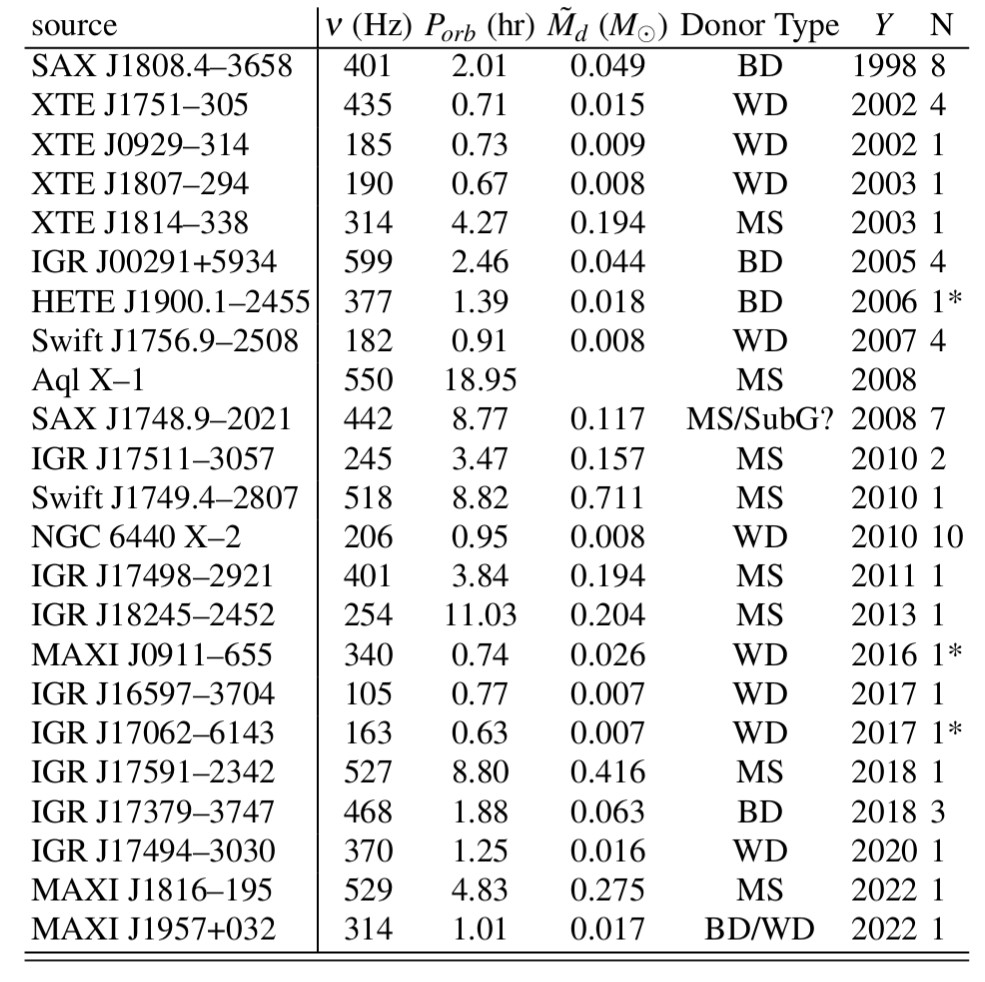 source ν (Hz) P_orb (hr) M̃_d (M_⊙) Donor Type Y N
SAX J1808.4–3658 401 2.01 0.049 BD 1998 8
XTE J1751–305 435 0.71 0.015 WD 2002 4
XTE J0929–314 185 0.73 0.009 WD 2002 1
XTE J1807–294 190 0.67 0.008 WD 2003 1
XTE J1814–338 314 4.27 0.194 MS 2003 1
IGR J00291+5934 599 2.46 0.044 BD 2005 4
HETE J1900.1–2455 377 1.39 0.018 BD 2006 1*
Swift J1756.9–2508 182 0.91 0.008 WD 2007 4
Aql X–1 550 18.95 MS 2008
SAX J1748.9–2021 442 8.77 0.117 MS/SubG? 2008 7
IGR J17511–3057 245 3.47 0.157 MS 2010 2
Swift J1749.4–2807 518 8.82 0.711 MS 2010 1
NGC 6440 X–2 206 0.95 0.008 WD 2010 10
IGR J17498–2921 401 3.84 0.194 MS 2011 1
IGR J18245–2452 254 11.03 0.204 MS 2013 1
MAXI J0911–655 340 0.74 0.026 WD 2016 1*
IGR J16597–3704 105 0.77 0.007 WD 2017 1
IGR J17062–6143 163 0.63 0.007 WD 2017 1*
IGR J17591–2342 527 8.80 0.416 MS 2018 1
IGR J17379–3747 468 1.88 0.063 BD 2018 3
IGR J17494–3030 370 1.25 0.016 WD 2020 1
MAXI J1816–195 529 4.83 0.275 MS 2022 1
MAXI J1957+032 314 1.01 0.017 BD/WD 2022 1